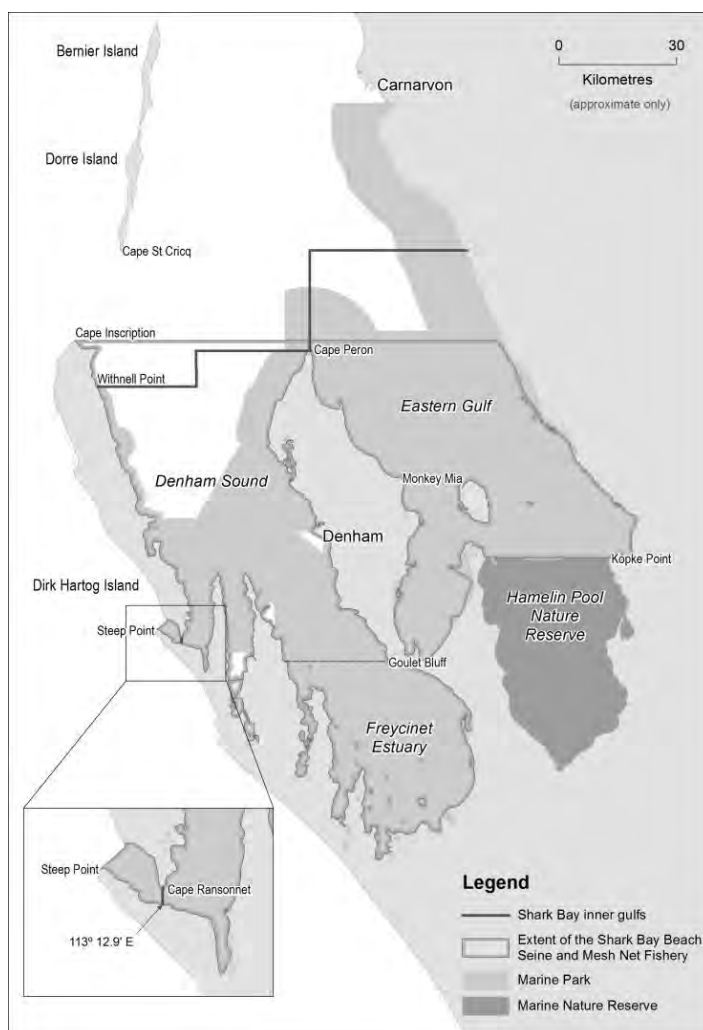 Bernier Island
0 30
Kilometres
(approximate only)
Carnarvon
Dorre Island
Cape St Cricq
Cape Inscription
Cape Peron
Withnell Point
Eastern Gulf
Monkey Mia
Denham Sound
Denham
Kopke Point
Dirk Hartog Island
Hamelin Pool
Nature
Reserve
Steep Point
Goulet Bluff
Freycinet
Estuary
Steep Point
Cape Ransonnet
113º 12.9' E
Legend
Shark Bay inner gulfs
Extent of the Shark Bay Beach
Seine and Mesh Net Fishery
Marine Park
Marine Nature Reserve